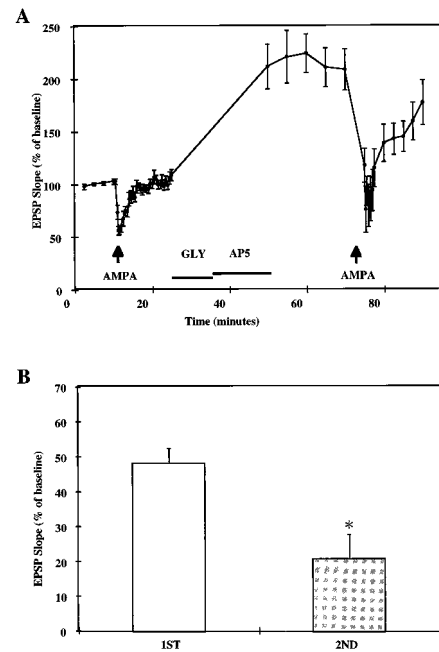 A
EPSP Slope (% of baseline)
250
200
150
100
50
0
GLY
AP5
AMPA
AMPA
0
20
40
60
80
Time (minutes)
B
EPSP Slope (% of baseline)
70
60
50
40
30
20
10
0
*
1ST
2ND